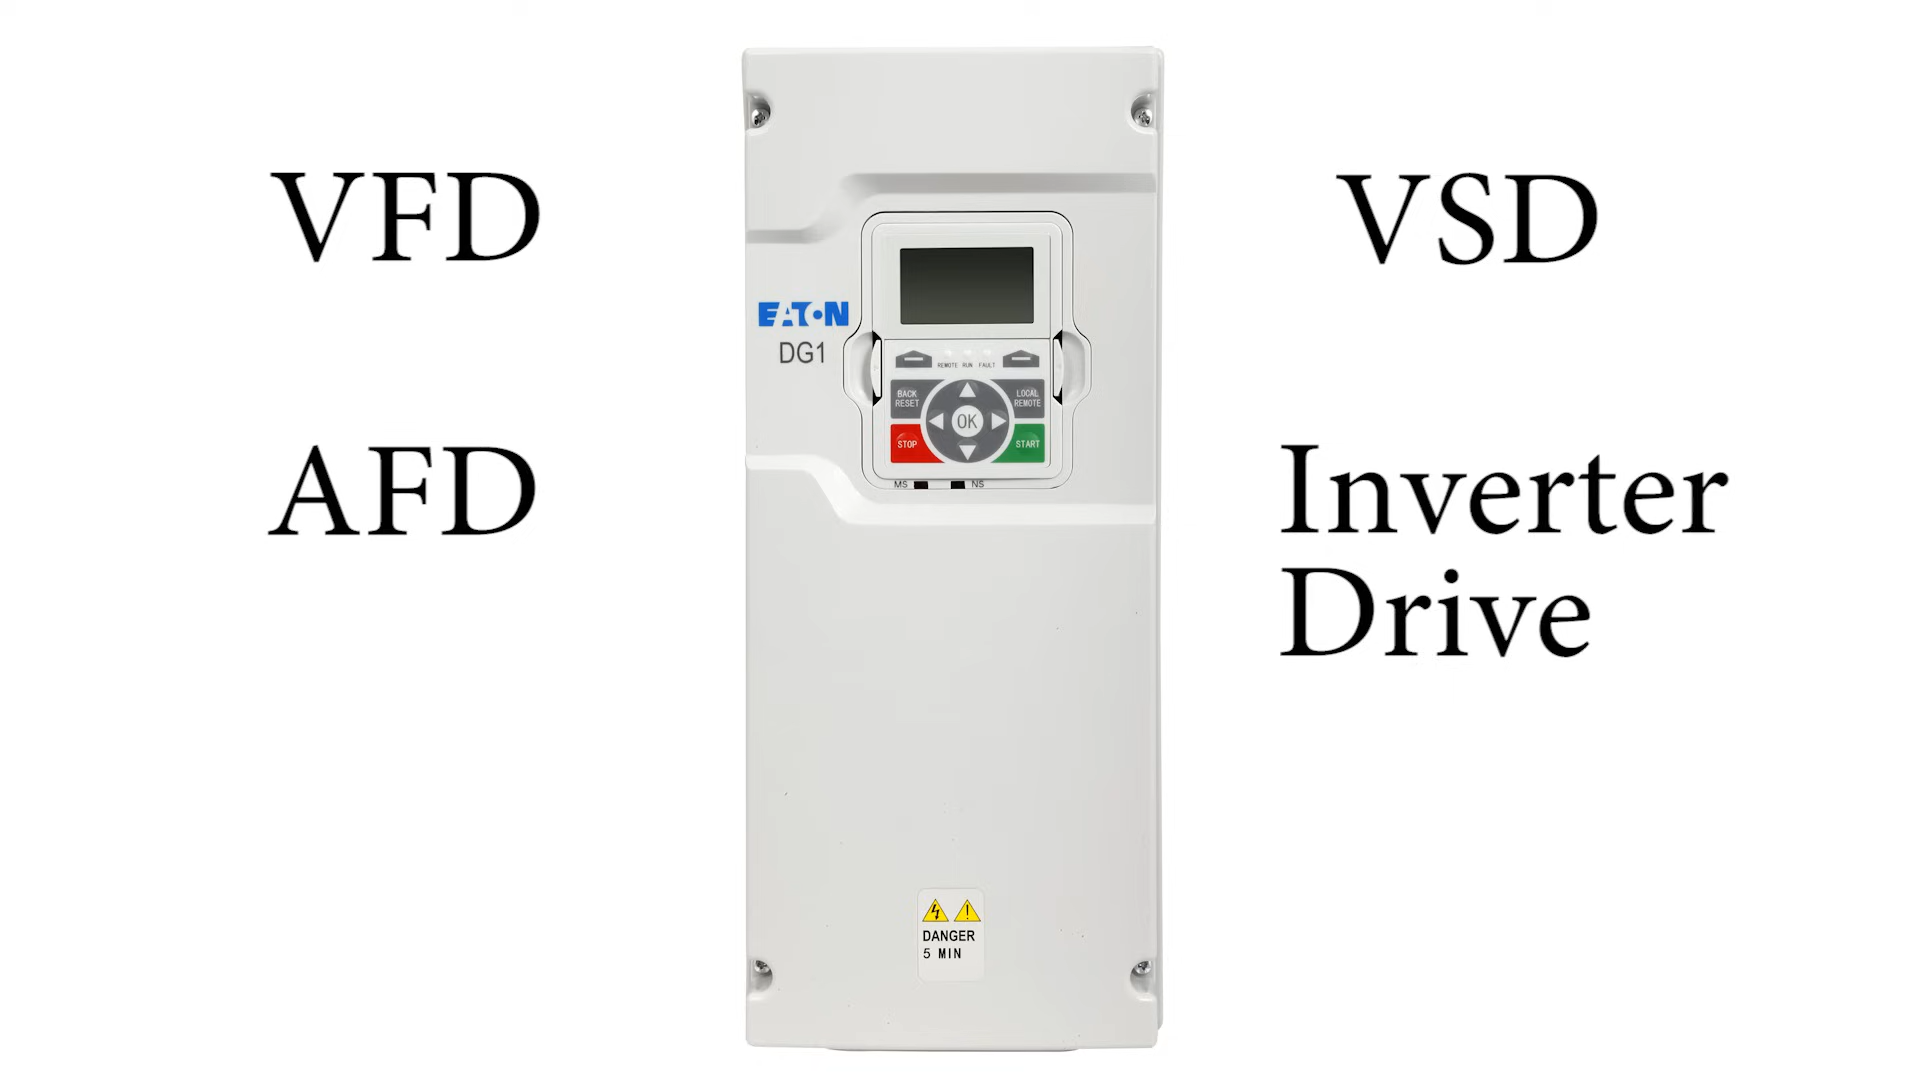 VFD
AFD
EATON
DG1
REMOTE RUN FAULT
BACK RESET
LOCAL REMOTE
OK
STOP
START
MS
NS
DANGER
5 MIN
VSD
Inverter
Drive